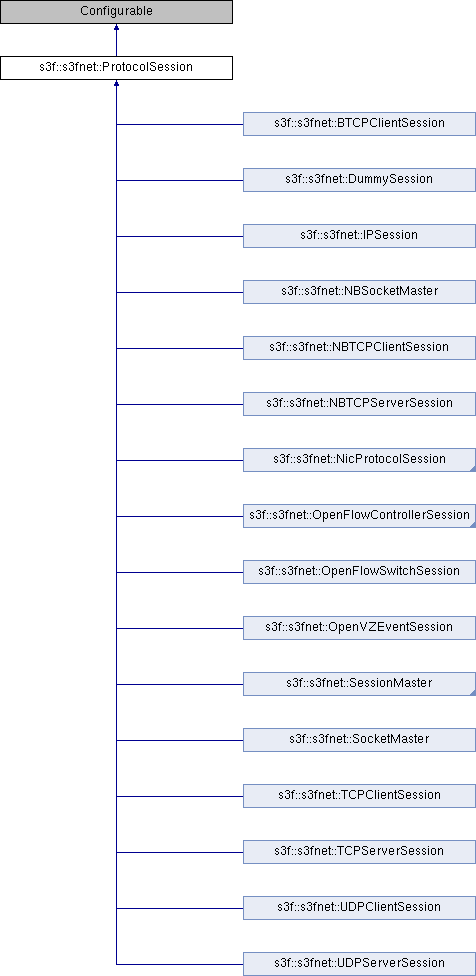 Configurable
s3f::s3fnet::ProtocolSession
s3f::s3fnet::BTCPClientSession
s3f::s3fnet::DummySession
s3f::s3fnet::IPSession
s3f::s3fnet::NBSocketMaster
s3f::s3fnet::NBTCPClientSession
s3f::s3fnet::NBTCPServerSession
s3f::s3fnet::NicProtocolSession
s3f::s3fnet::OpenFlowControllerSession
s3f::s3fnet::OpenFlowSwitchSession
s3f::s3fnet::OpenVZEventSession
s3f::s3fnet::SessionMaster
s3f::s3fnet::SocketMaster
s3f::s3fnet::TCPClientSession
s3f::s3fnet::TCPServerSession
s3f::s3fnet::UDPClientSession
s3f::s3fnet::UDPServerSession